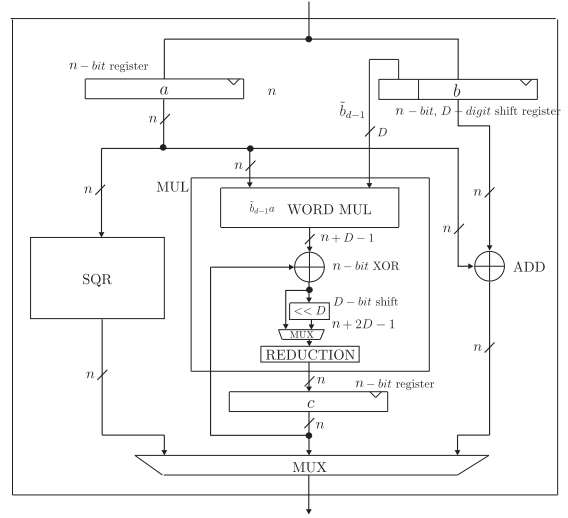 n − bit register
a
n
b
n − bit, D − digit shift register
b̃d−1
D
n
n
n
n
n
MUL
b̃d−1a WORD MUL
n + D − 1
n − bit XOR
ADD
SQR
D − bit shift
<< D
n + 2D − 1
MUX
REDUCTION
n
n
n
n − bit register
c
n
MUX